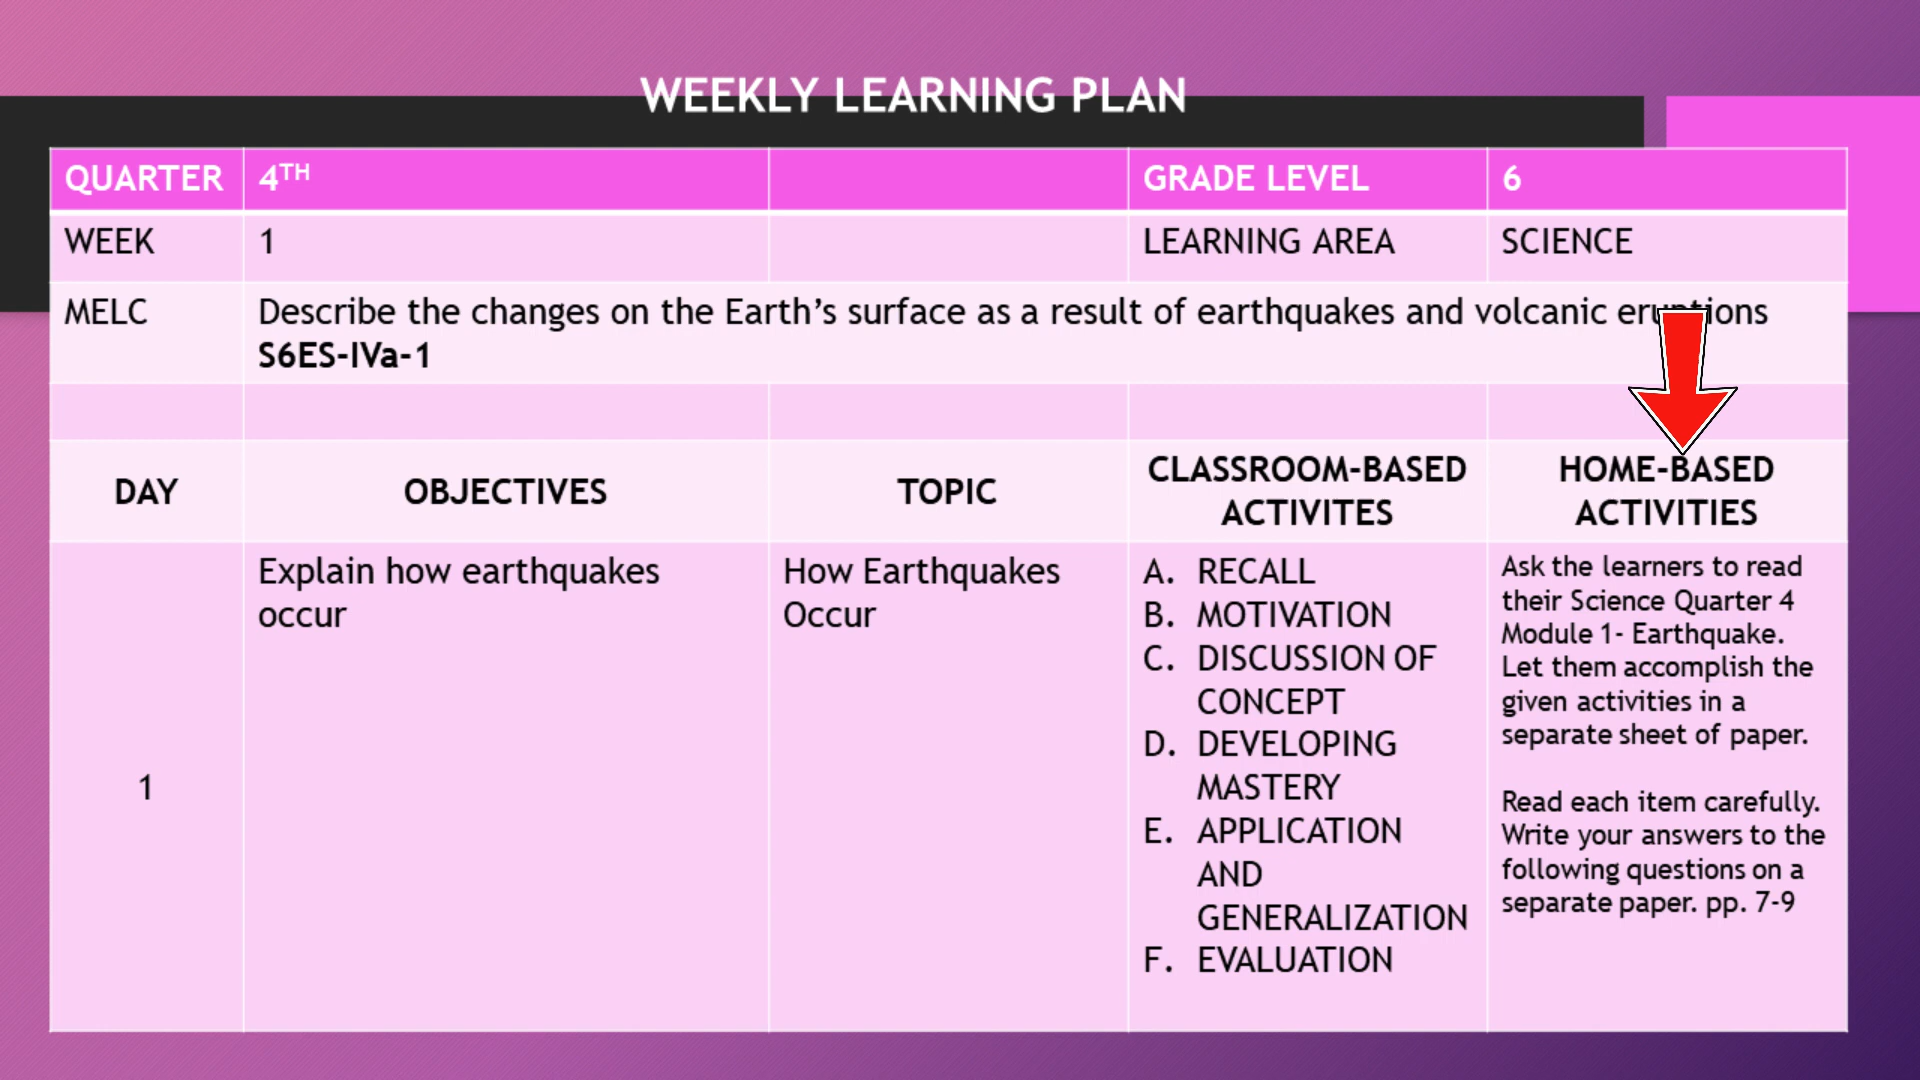 WEEKLY LEARNING PLAN
QUARTER 4TH GRADE LEVEL 6
WEEK 1 LEARNING AREA SCIENCE
MELC Describe the changes on the Earth's surface as a result of earthquakes and volcanic eruptions
S6ES-IVa-1
DAY
OBJECTIVES
TOPIC
CLASSROOM-BASED
ACTIVITES
HOME-BASED
ACTIVITIES
1
Explain how earthquakes
occur
How Earthquakes
Occur
A. RECALL
B. MOTIVATION
C. DISCUSSION OF
CONCEPT
D. DEVELOPING
MASTERY
E. APPLICATION
AND
GENERALIZATION
F. EVALUATION
Ask the learners to read
their Science Quarter 4
Module 1- Earthquake.
Let them accomplish the
given activities in a
separate sheet of paper.
Read each item carefully.
Write your answers to the
following questions on a
separate paper. pp. 7-9